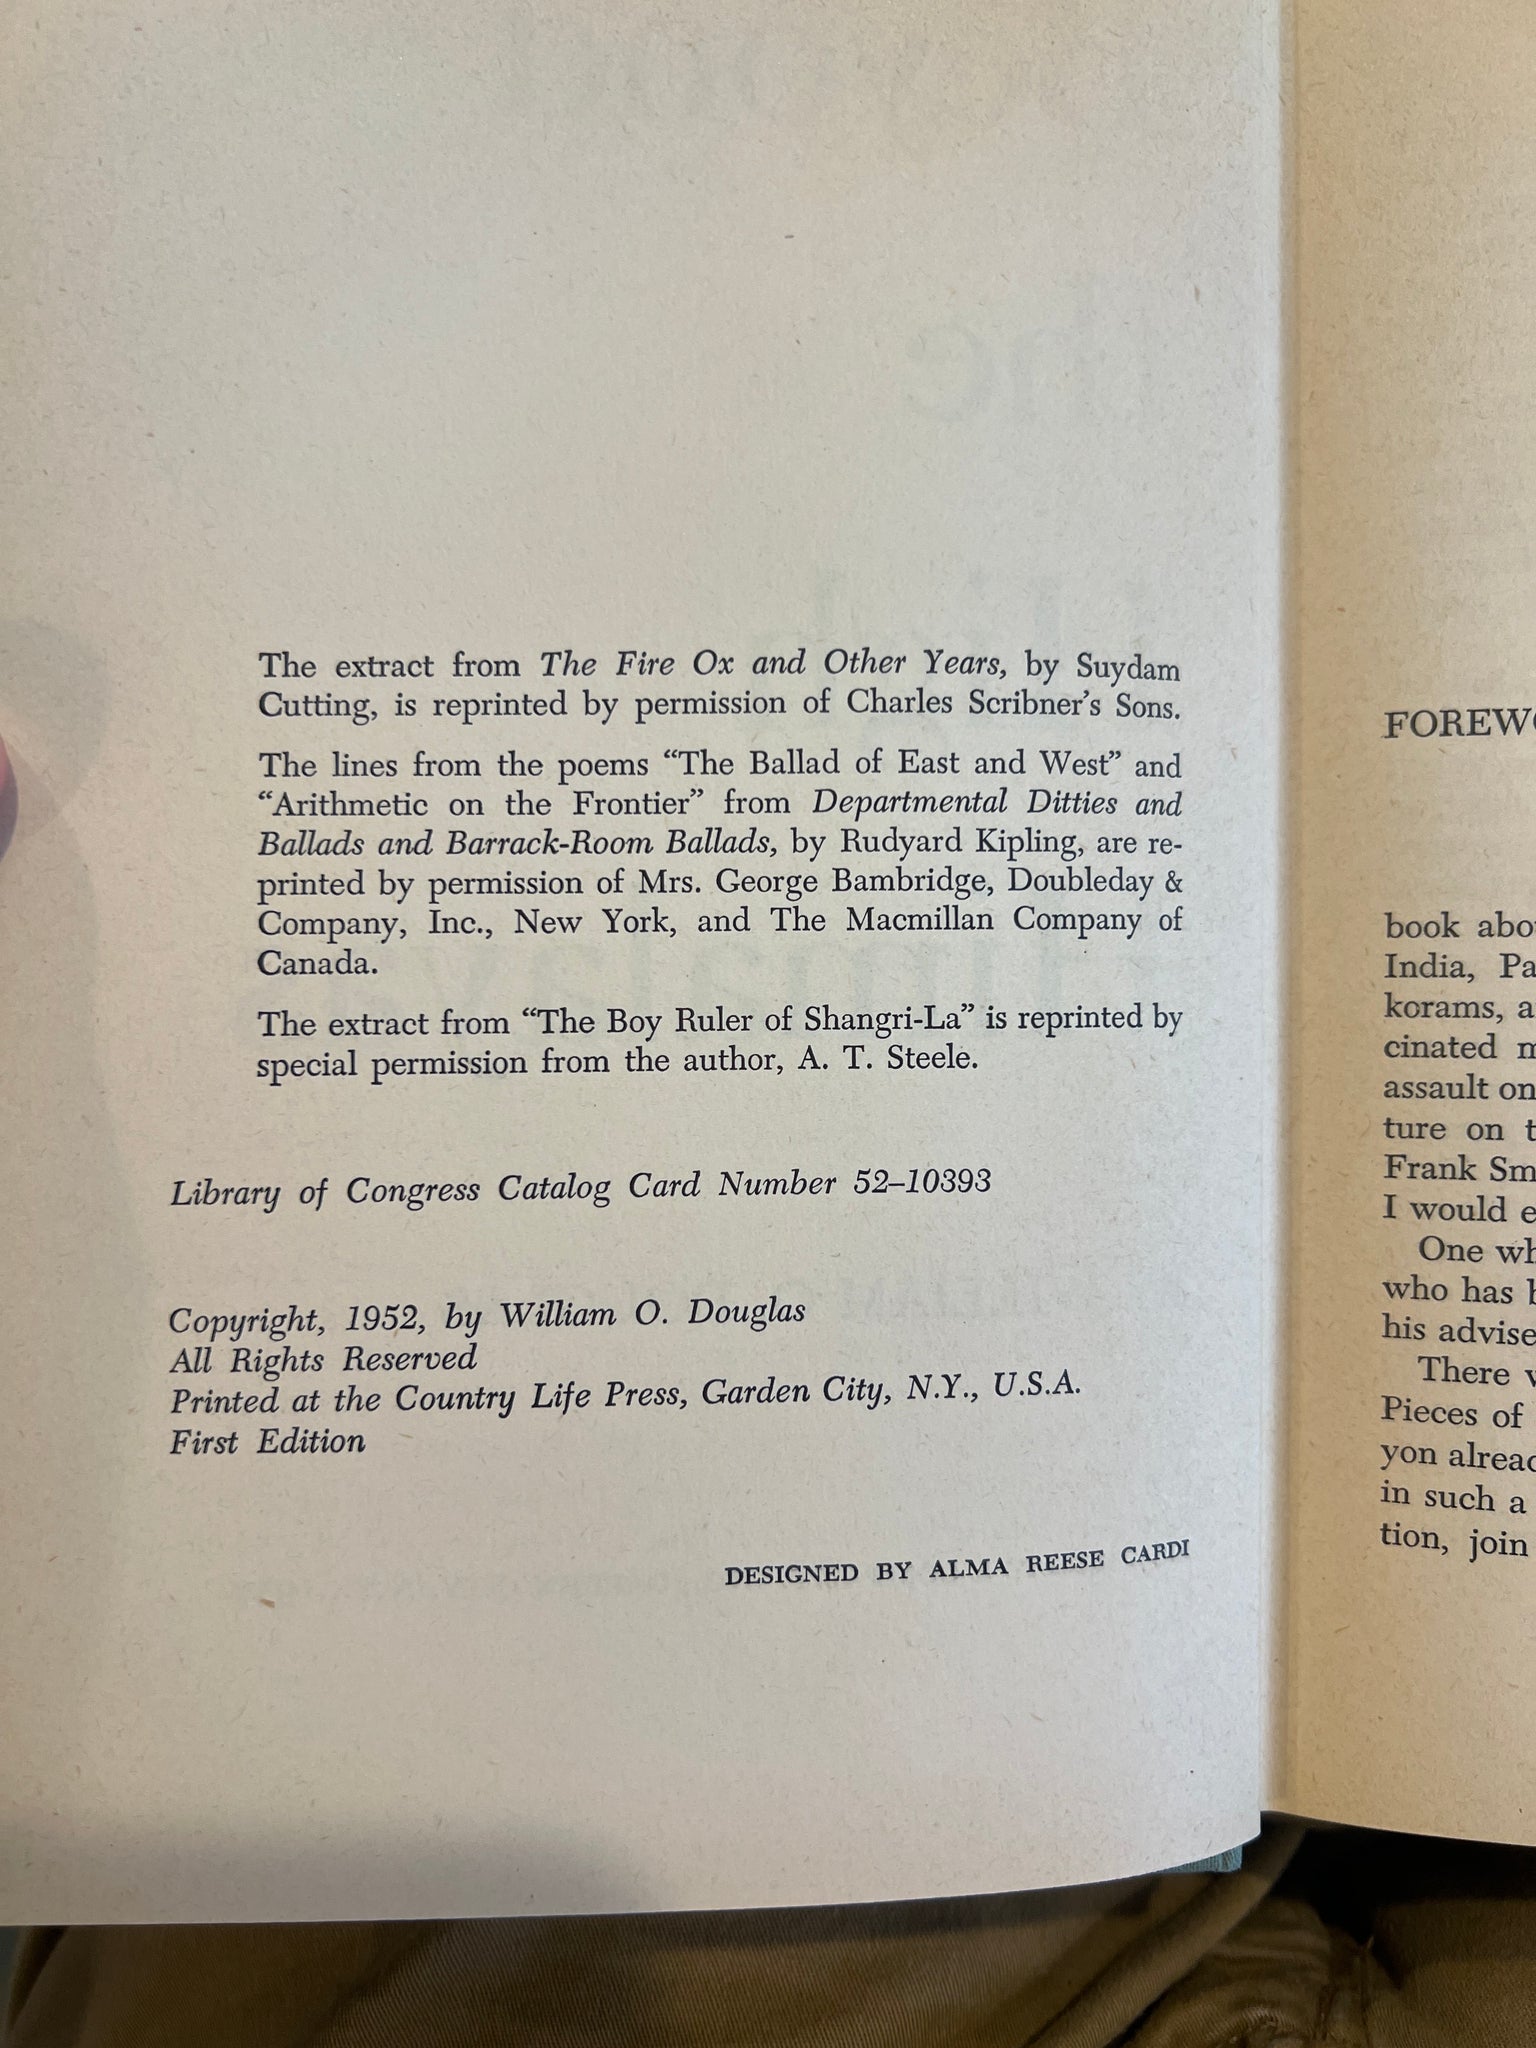 The extract from The Fire Ox and Other Years, by Suydam
Cutting, is reprinted by permission of Charles Scribner's Sons.
The lines from the poems “The Ballad of East and West” and
“Arithmetic on the Frontier” from Departmental Ditties and
Ballads and Barrack-Room Ballads, by Rudyard Kipling, are re-
printed by permission of Mrs. George Bambridge, Doubleday &
Company, Inc., New York, and The Macmillan Company of
Canada.
The extract from “The Boy Ruler of Shangri-La” is reprinted by
special permission from the author, A. T. Steele.
Library of Congress Catalog Card Number 52–10393
Copyright, 1952, by William O. Douglas
All Rights Reserved
Printed at the Country Life Press, Garden City, N.Y., U.S.A.
First Edition
DESIGNED BY ALMA REESE CARDI
FOREWO
book abo
India, Pa
korams, a
cinated m
assault on
ture on t
Frank Sm
I would e
One wh
who has b
his advise
There w
Pieces of
yon alread
in such a
tion, join